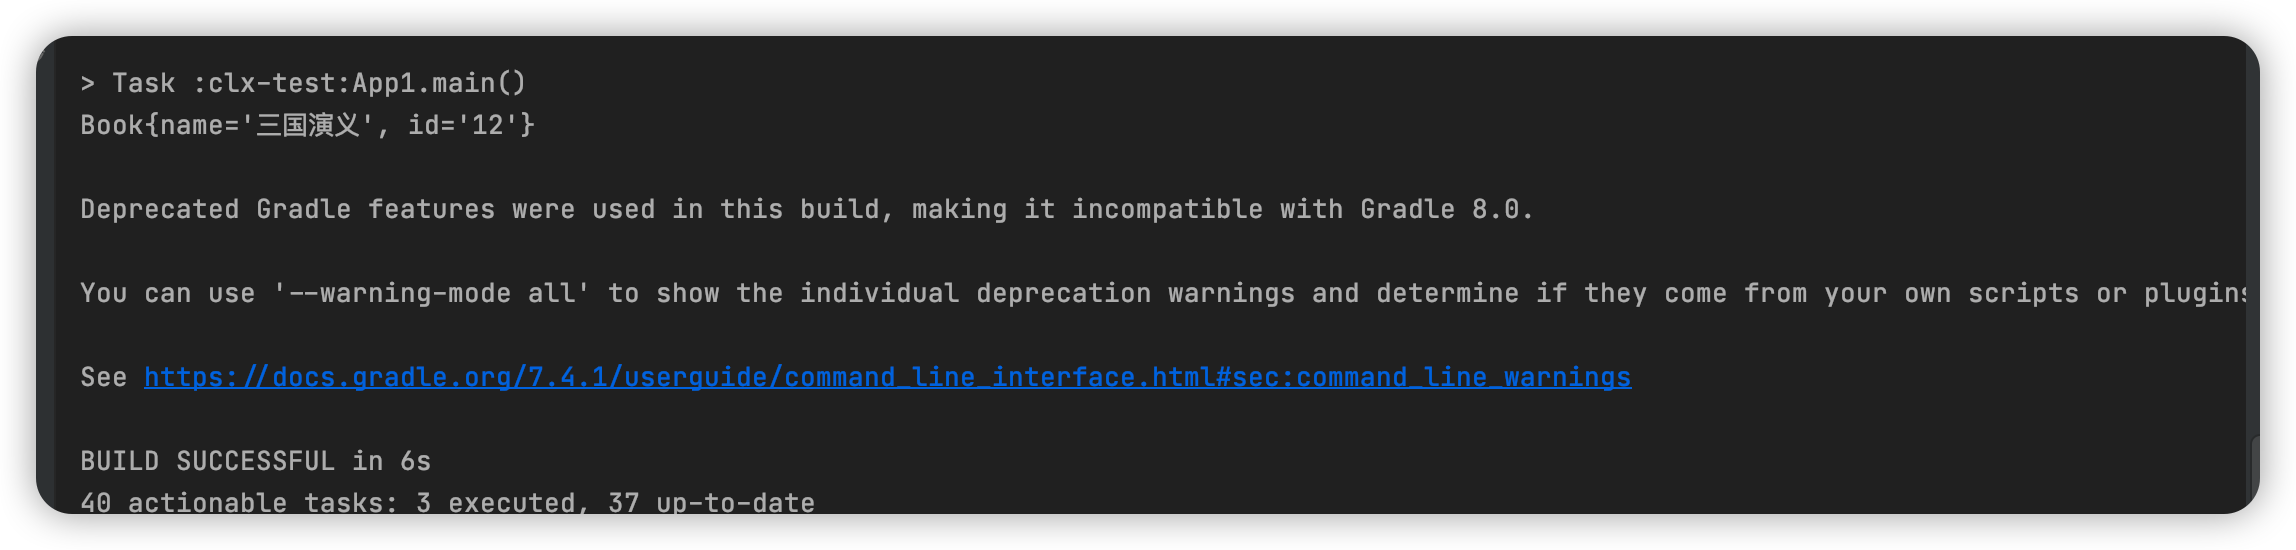 > Task :clx-test:App1.main()
Book{name='三国演义', id='12'}
Deprecated Gradle features were used in this build, making it incompatible with Gradle 8.0.
You can use '--warning-mode all' to show the individual deprecation warnings and determine if they come from your own scripts or plugins
See https://docs.gradle.org/7.4.1/userguide/command_line_interface.html#sec:command_line_warnings
BUILD SUCCESSFUL in 6s
40 actionable tasks: 3 executed, 37 up-to-date